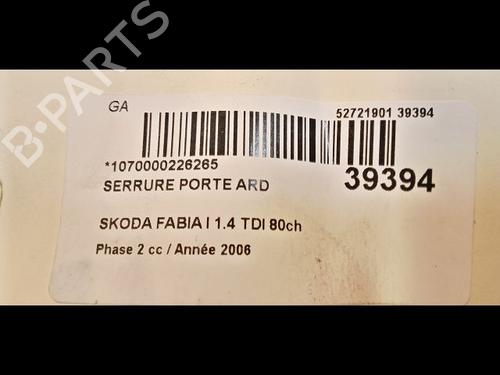 B-PARTS
GA
52721901 39394
*1070000226265
SERRURE PORTE ARD
39394
SKODA FABIA I 1.4 TDI 80ch
Phase 2 cc / Année 2006